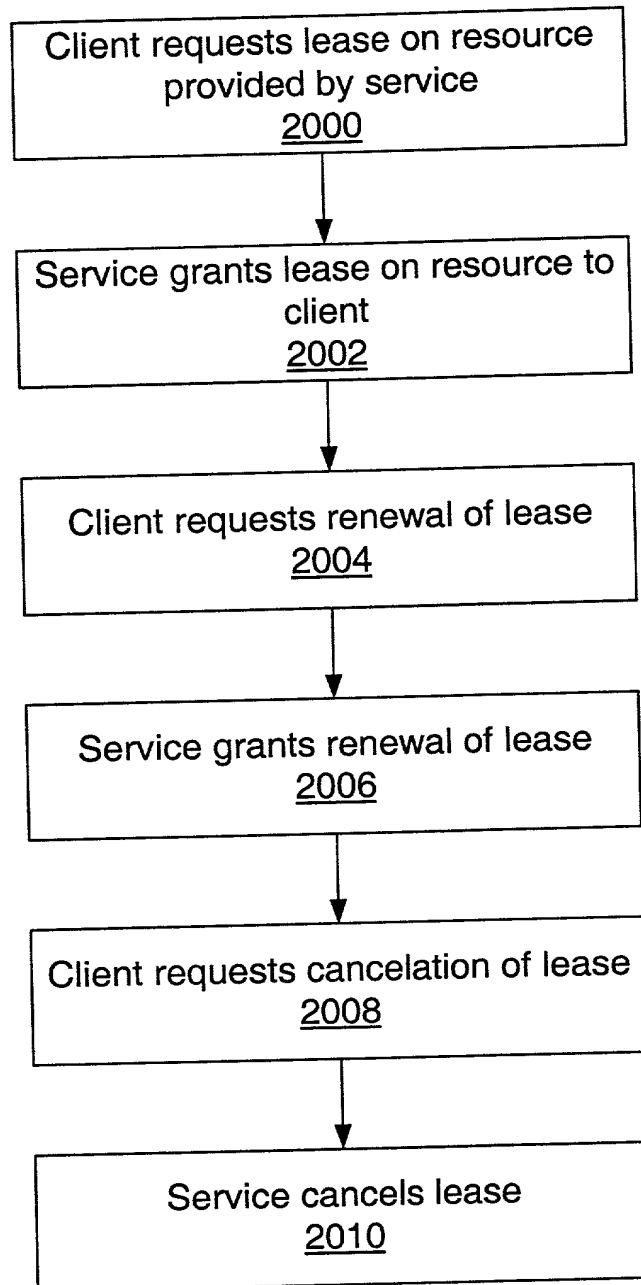 Client requests lease on resource
provided by service
2000
Service grants lease on resource to
client
2002
Client requests renewal of lease
2004
Service grants renewal of lease
2006
Client requests cancelation of lease
2008
Service cancels lease
2010